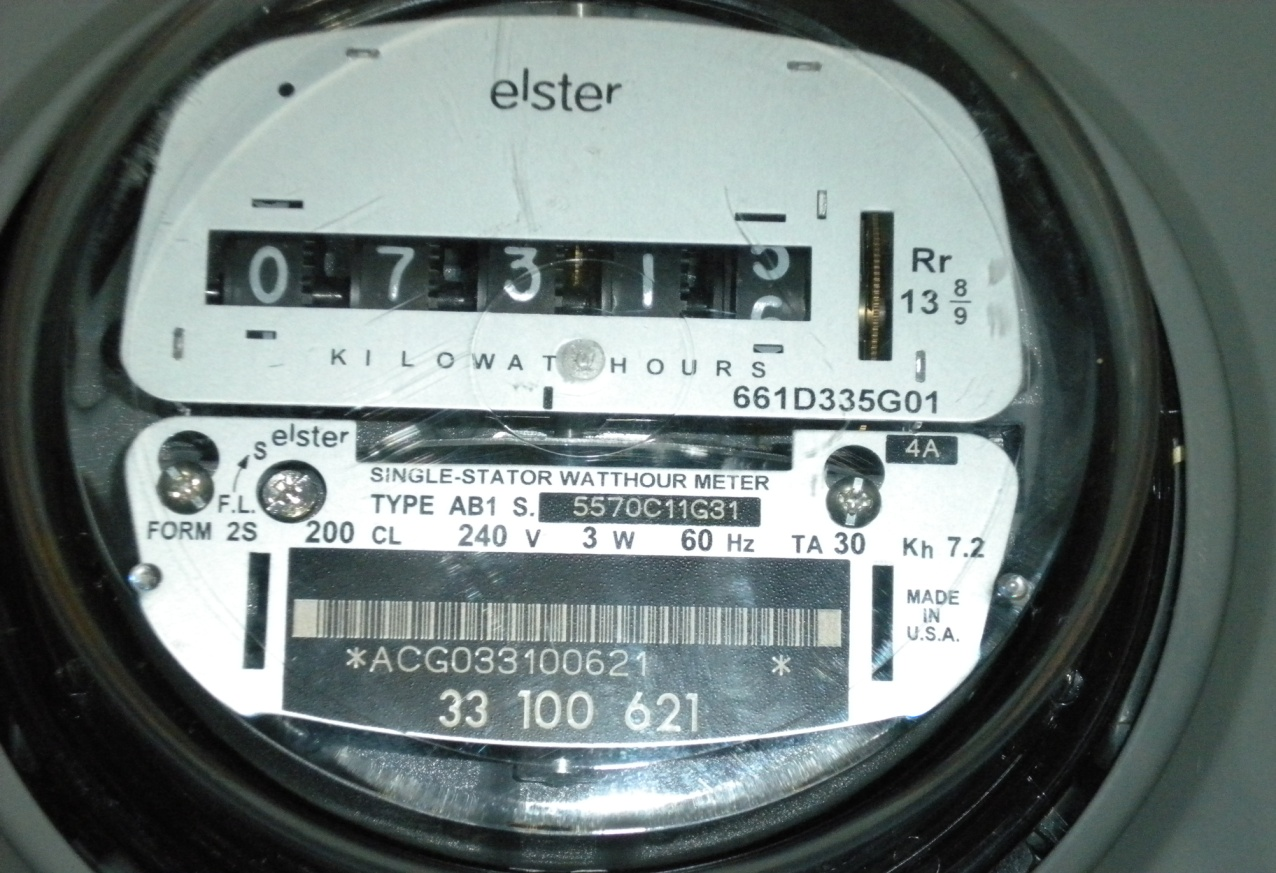 elster
0 7 3 1 5
Rr
13 8/9
KILOWATTHOURS
661D335G01
elster
S
F.L.
4A
SINGLE-STATOR WATTHOUR METER
TYPE AB1 S. 5570C11G31
FORM 2S 200 CL 240 V 3 W 60 Hz TA 30 Kh 7.2
MADE
IN
U.S.A.
*ACG033100621 *
33 100 621